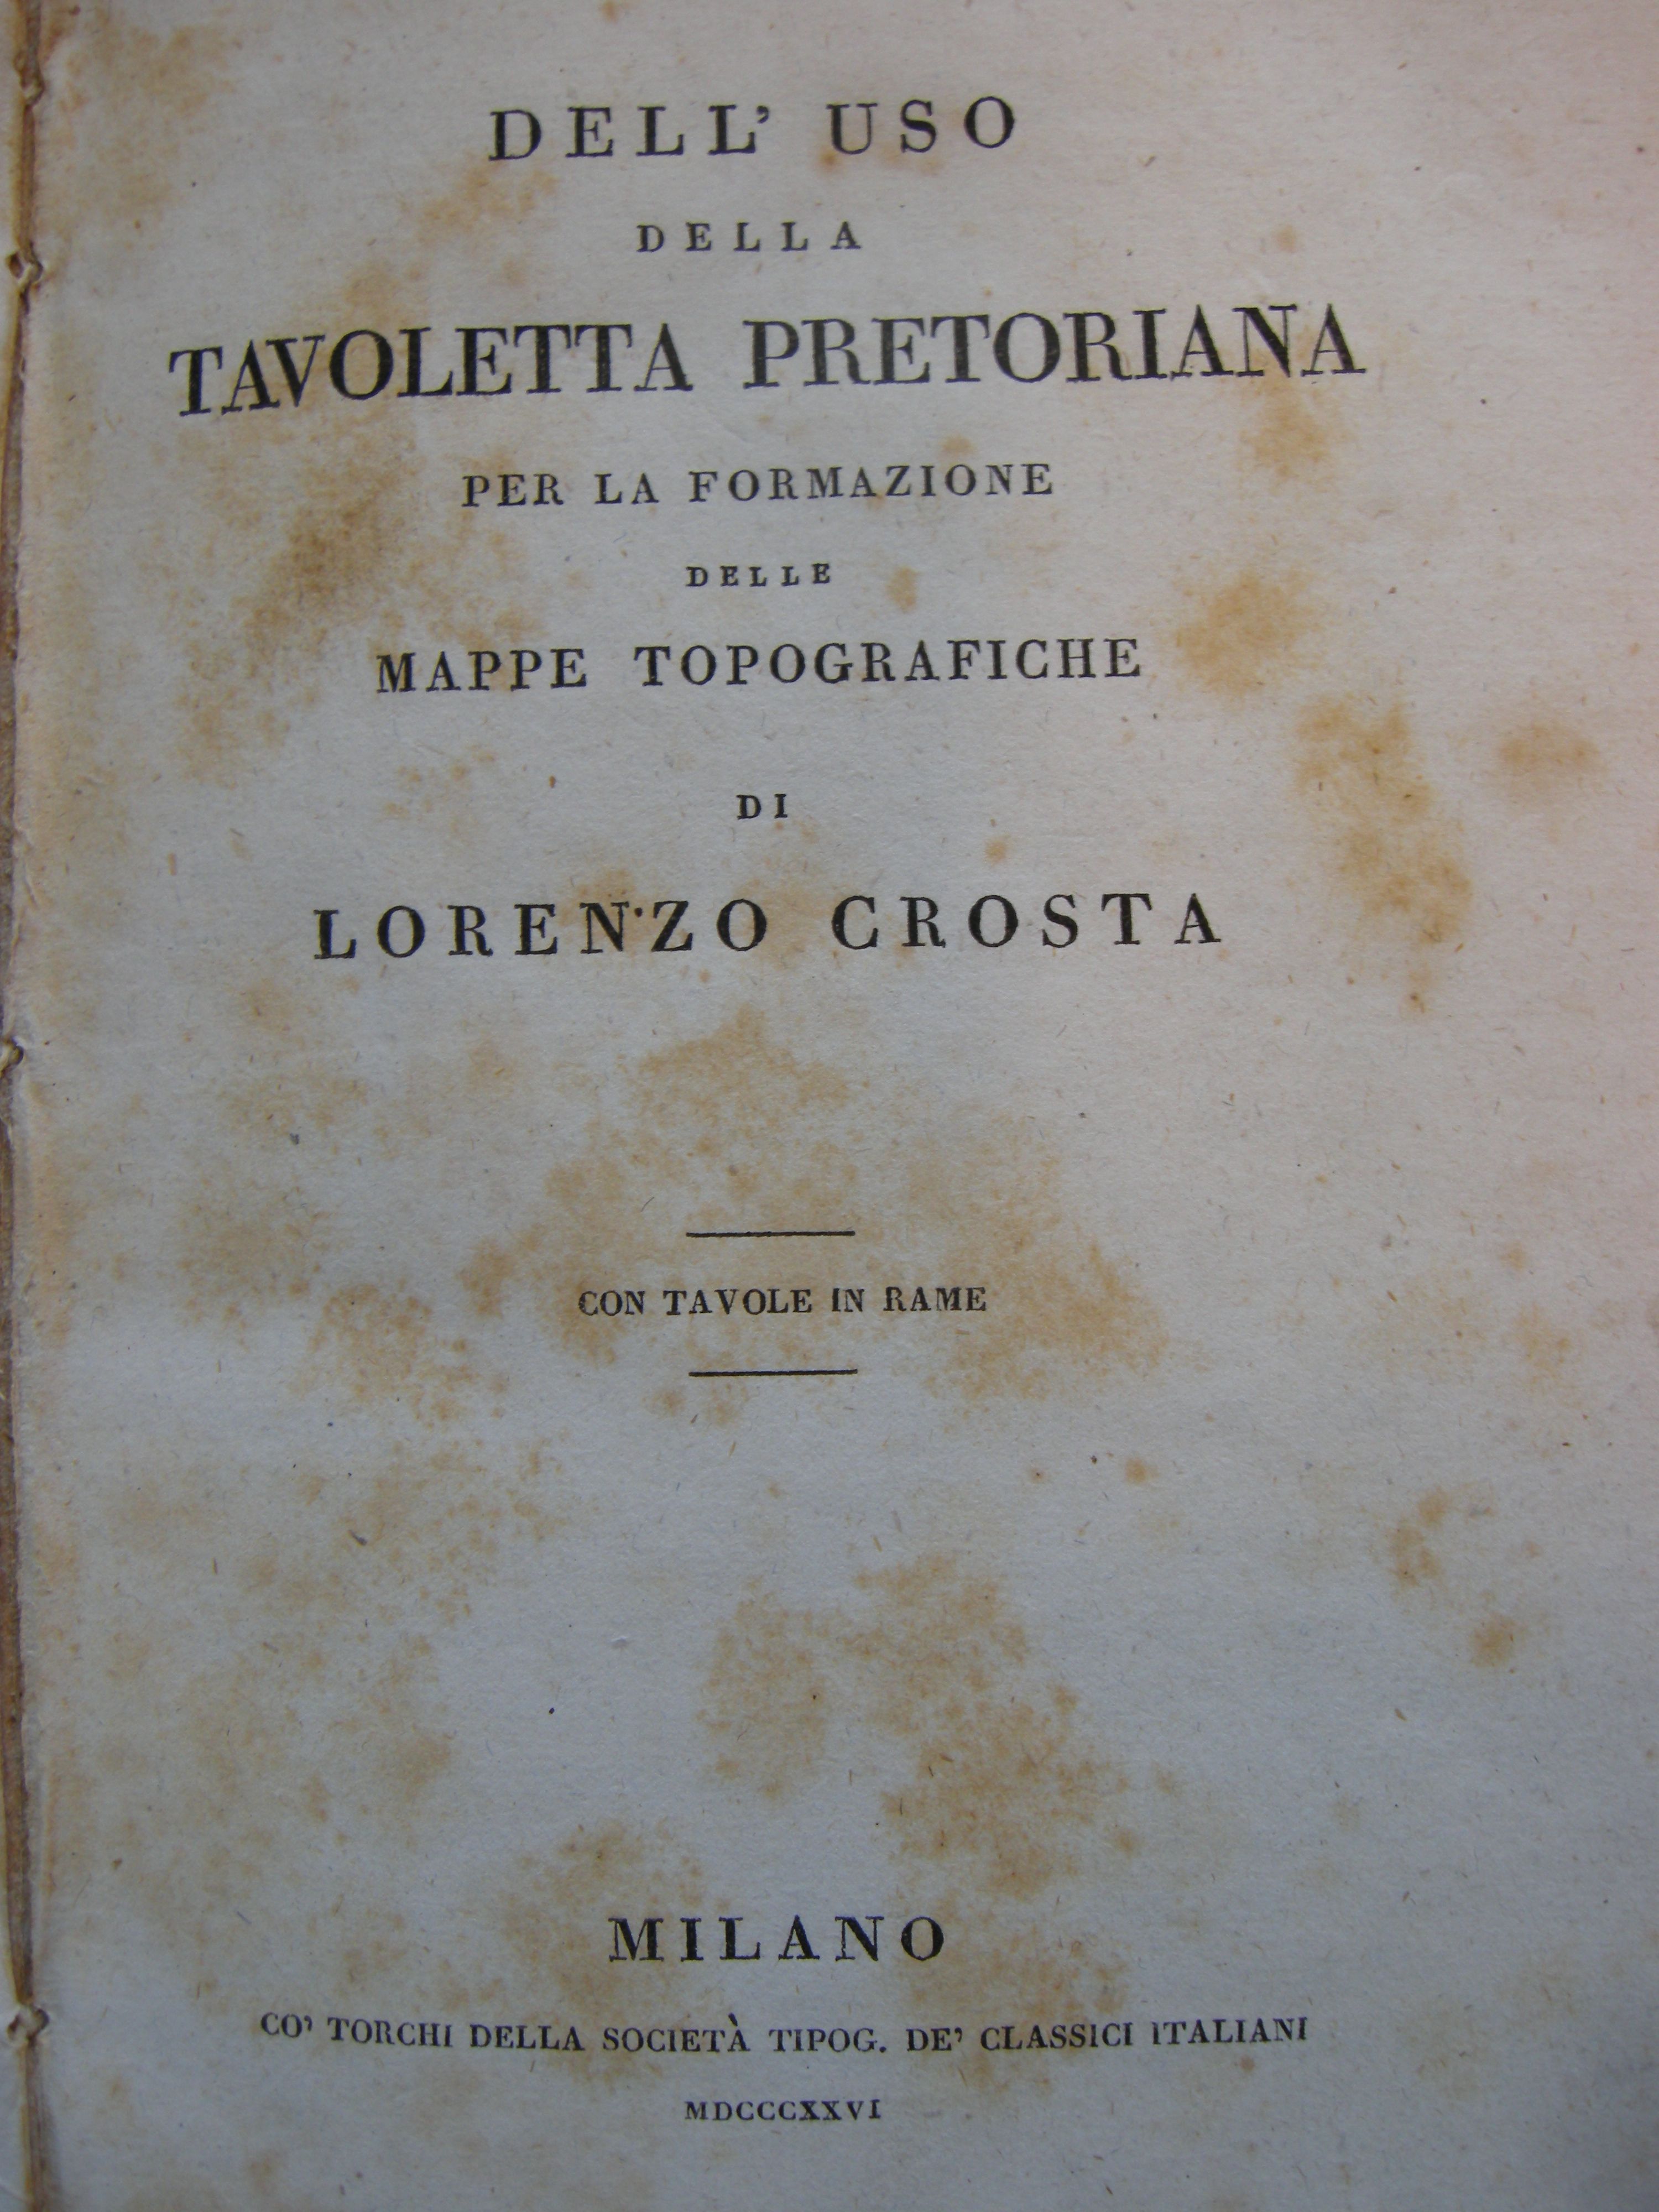 DELL' USO
DELLA
TAVOLETTA PRETORIANA
PER LA FORMAZIONE
DELLE
MAPPE TOPOGRAFICHE
DI
LORENZO CROSTA
CON TAVOLE IN RAME
MILANO
CO' TORCHI DELLA SOCIETÀ TIPOG. DE' CLASSICI ITALIANI
MDCCCXXVI